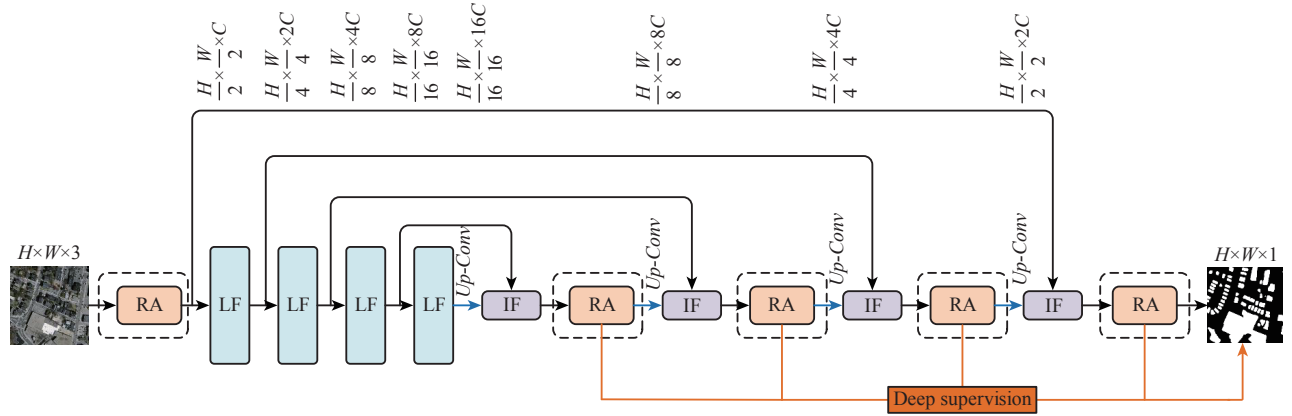 H/2 × W/2 ×C
H/4 × W/4 ×2C
H/8 × W/8 ×4C
H/16 × W/16 ×8C
H/16 × W/16 ×16C
H/8 × W/8 ×8C
H/4 × W/4 ×4C
H/2 × W/2 ×2C
H×W×3
RA
LF
LF
LF
LF
Up-Conv
IF
RA
Up-Conv
IF
RA
Up-Conv
IF
RA
Up-Conv
IF
RA
H×W×1
Deep supervision